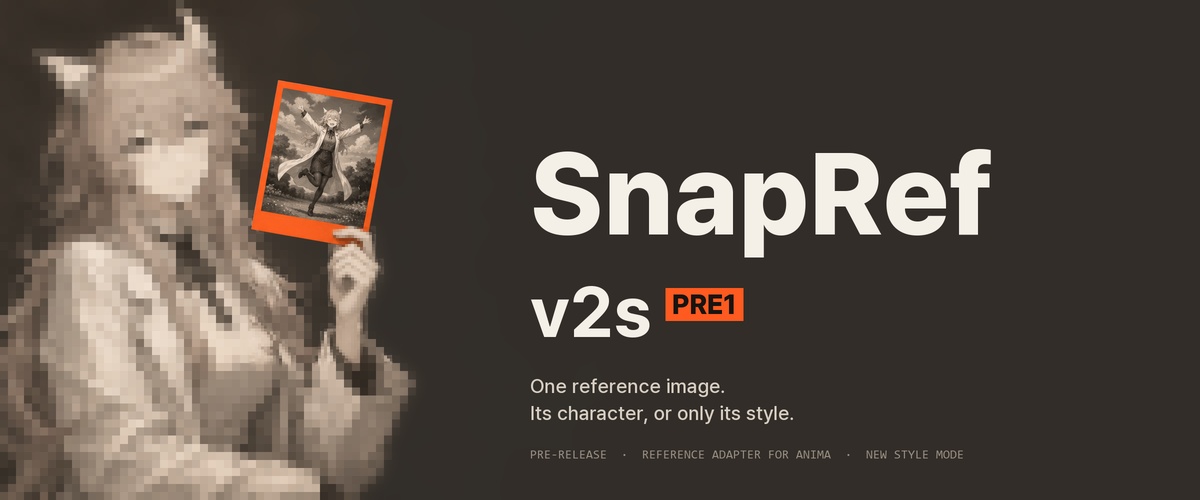 SnapRef
v2s PRE1
One reference image.
Its character, or only its style.
PRE-RELEASE · REFERENCE ADAPTER FOR ANIMA · NEW STYLE MODE